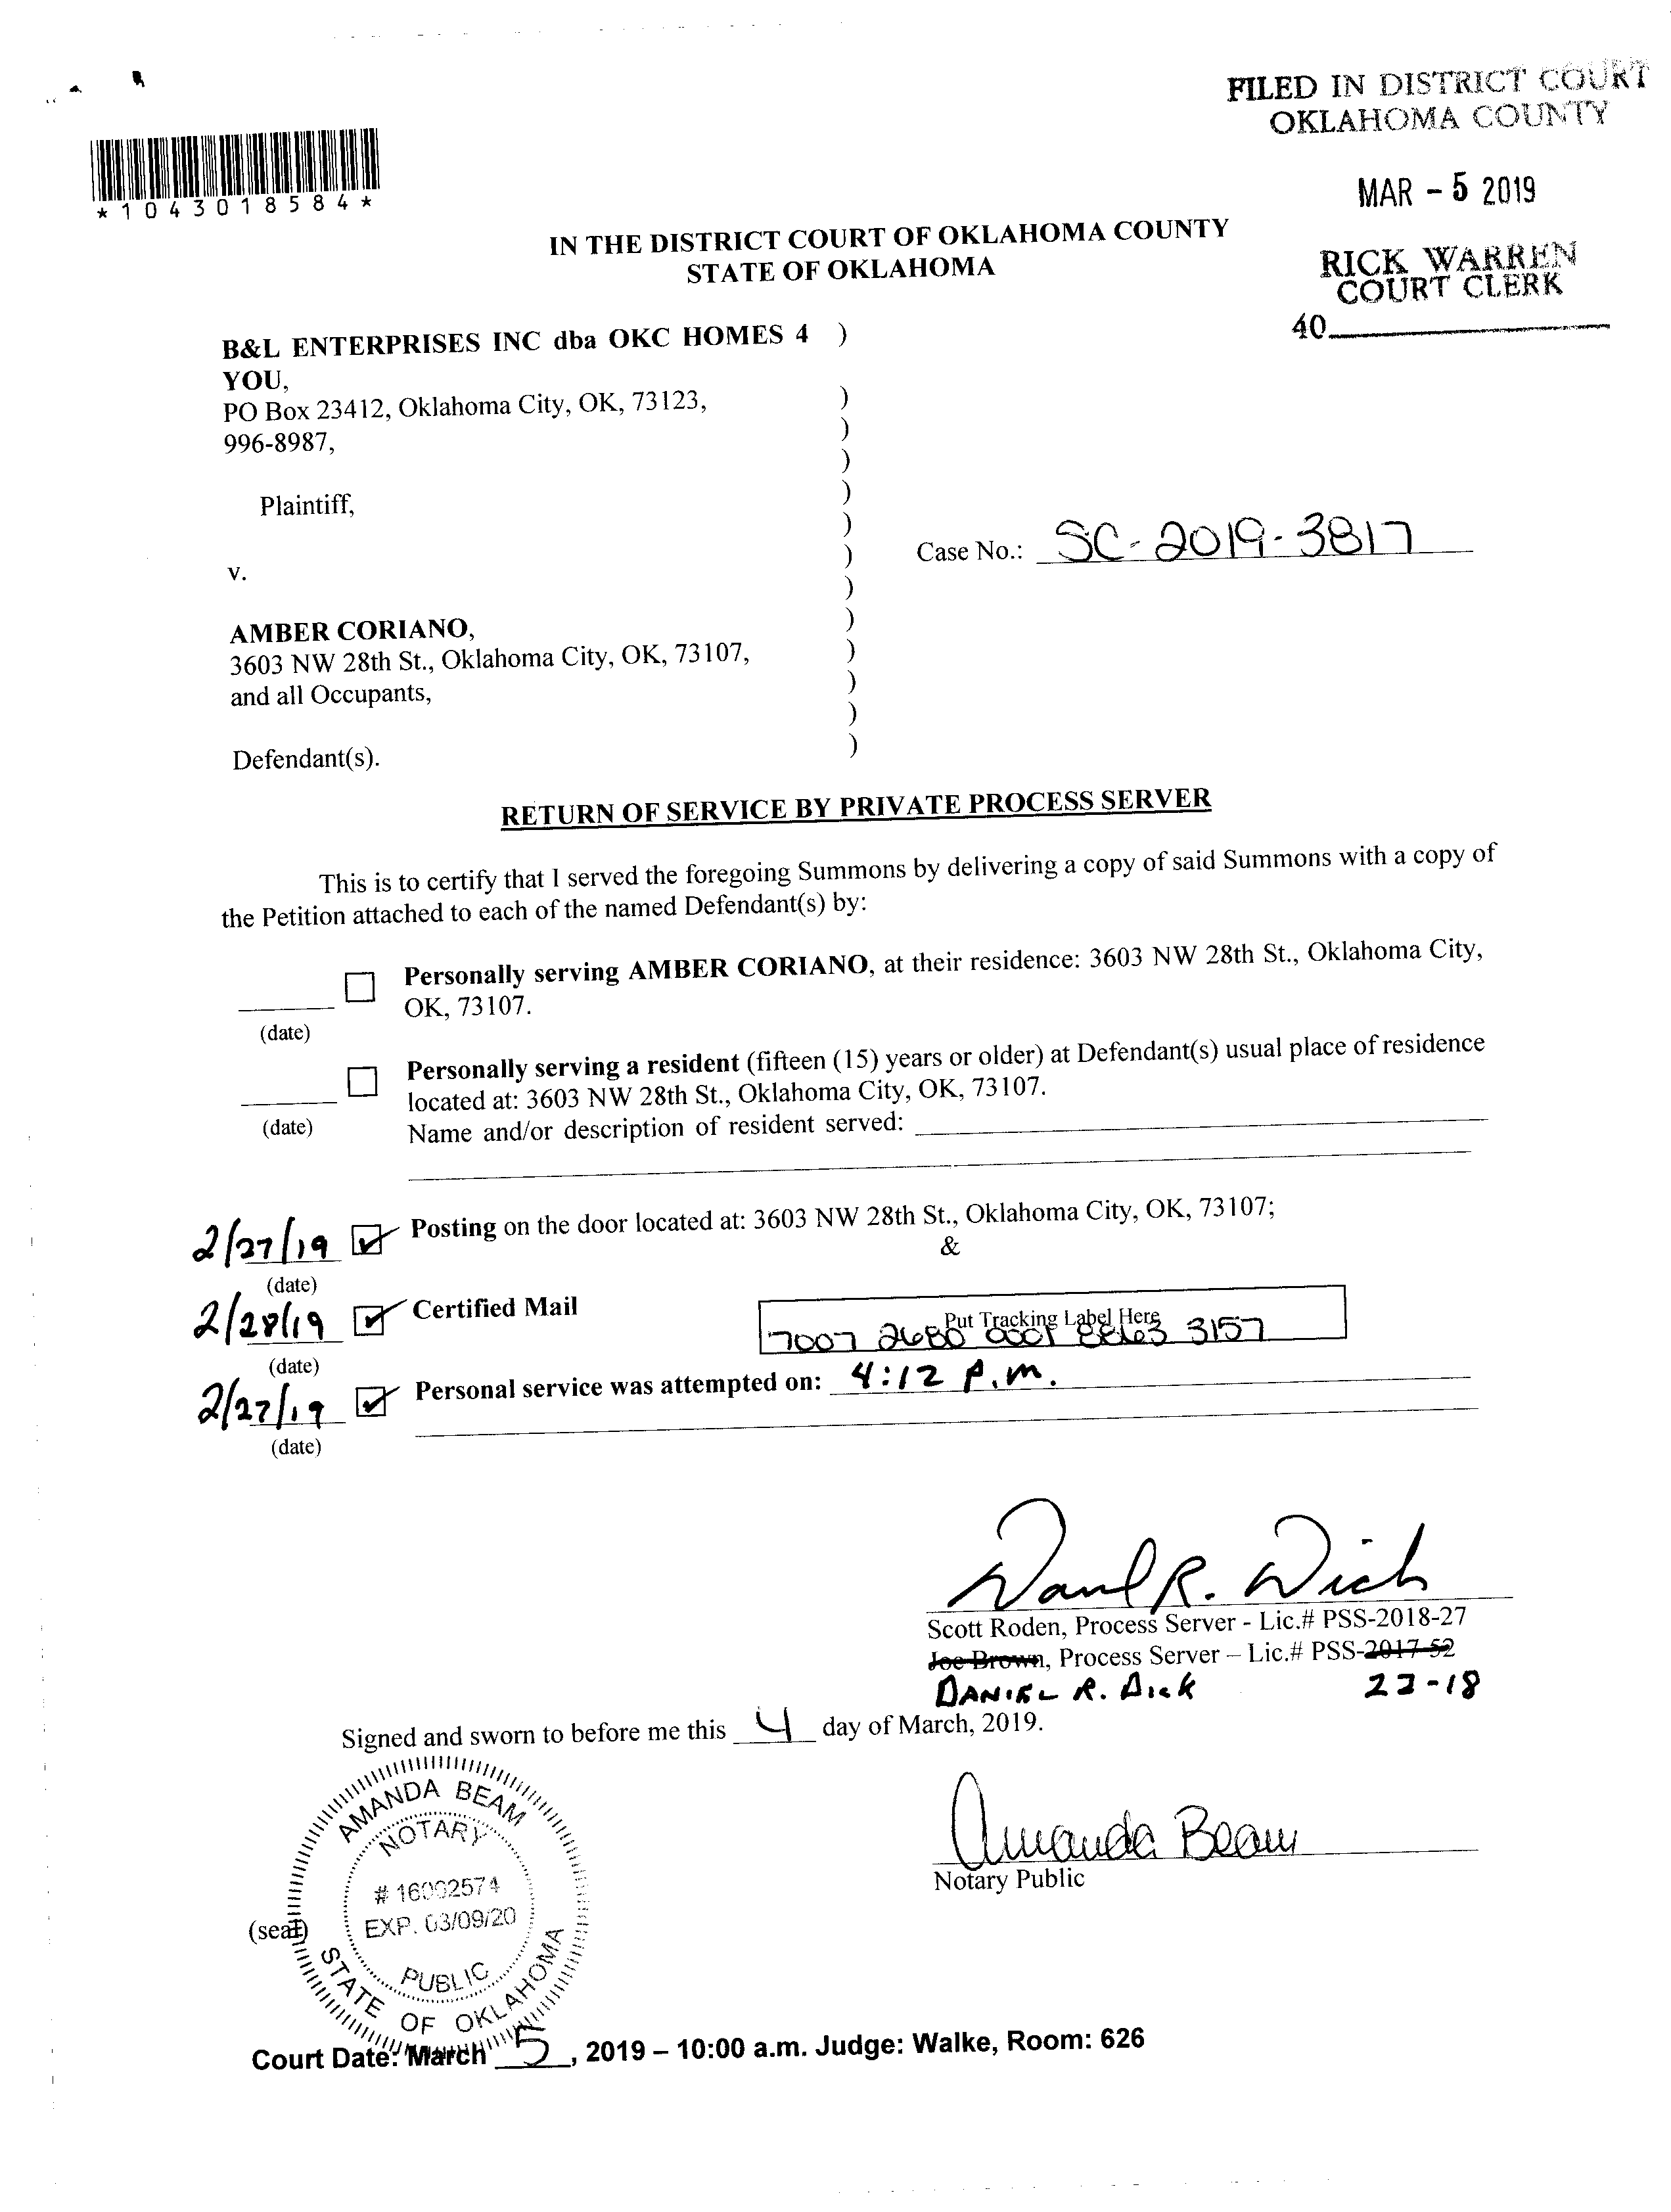 FILED IN DISTRICT COURT
OKLAHOMA COUNTY
MAR - 5 2019
RICK WARREN
COURT CLERK
40
*1043018584*
IN THE DISTRICT COURT OF OKLAHOMA COUNTY
STATE OF OKLAHOMA
B&L ENTERPRISES INC dba OKC HOMES 4 )
YOU,
PO Box 23412, Oklahoma City, OK, 73123, )
996-8987, )
)
Plaintiff, )
)
Case No.: SC-2019-3817 )
v. )
)
AMBER CORIANO, )
3603 NW 28th St., Oklahoma City, OK, 73107, )
and all Occupants, )
)
Defendant(s). )
RETURN OF SERVICE BY PRIVATE PROCESS SERVER
This is to certify that I served the foregoing Summons by delivering a copy of said Summons with a copy of
the Petition attached to each of the named Defendant(s) by:
Personally serving AMBER CORIANO, at their residence: 3603 NW 28th St., Oklahoma City,
OK, 73107.
(date)
Personally serving a resident (fifteen (15) years or older) at Defendant(s) usual place of residence
located at: 3603 NW 28th St., Oklahoma City, OK, 73107.
(date)
Name and/or description of resident served:
2/27/19 Posting on the door located at: 3603 NW 28th St., Oklahoma City, OK, 73107;
&
(date)
2/28/19 Certified Mail
Put Tracking Label Here
7007 2680 0001 8863 3157
(date)
2/27/19 Personal service was attempted on: 4:12 P.m.
(date)
Daniel R. Dick
Scott Roden, Process Server - Lic.# PSS-2018-27
Joe Brown, Process Server – Lic.# PSS-2017-52
DANIEL R. Dick 22-18
Signed and sworn to before me this 4 day of March, 2019.
Amanda Beam
Notary Public
AMANDA BEAM
NOTARY
# 16002574
EXP. 03/09/20
PUBLIC
STATE OF OKLAHOMA
(seal)
Court Date: March 5, 2019 – 10:00 a.m. Judge: Walke, Room: 626